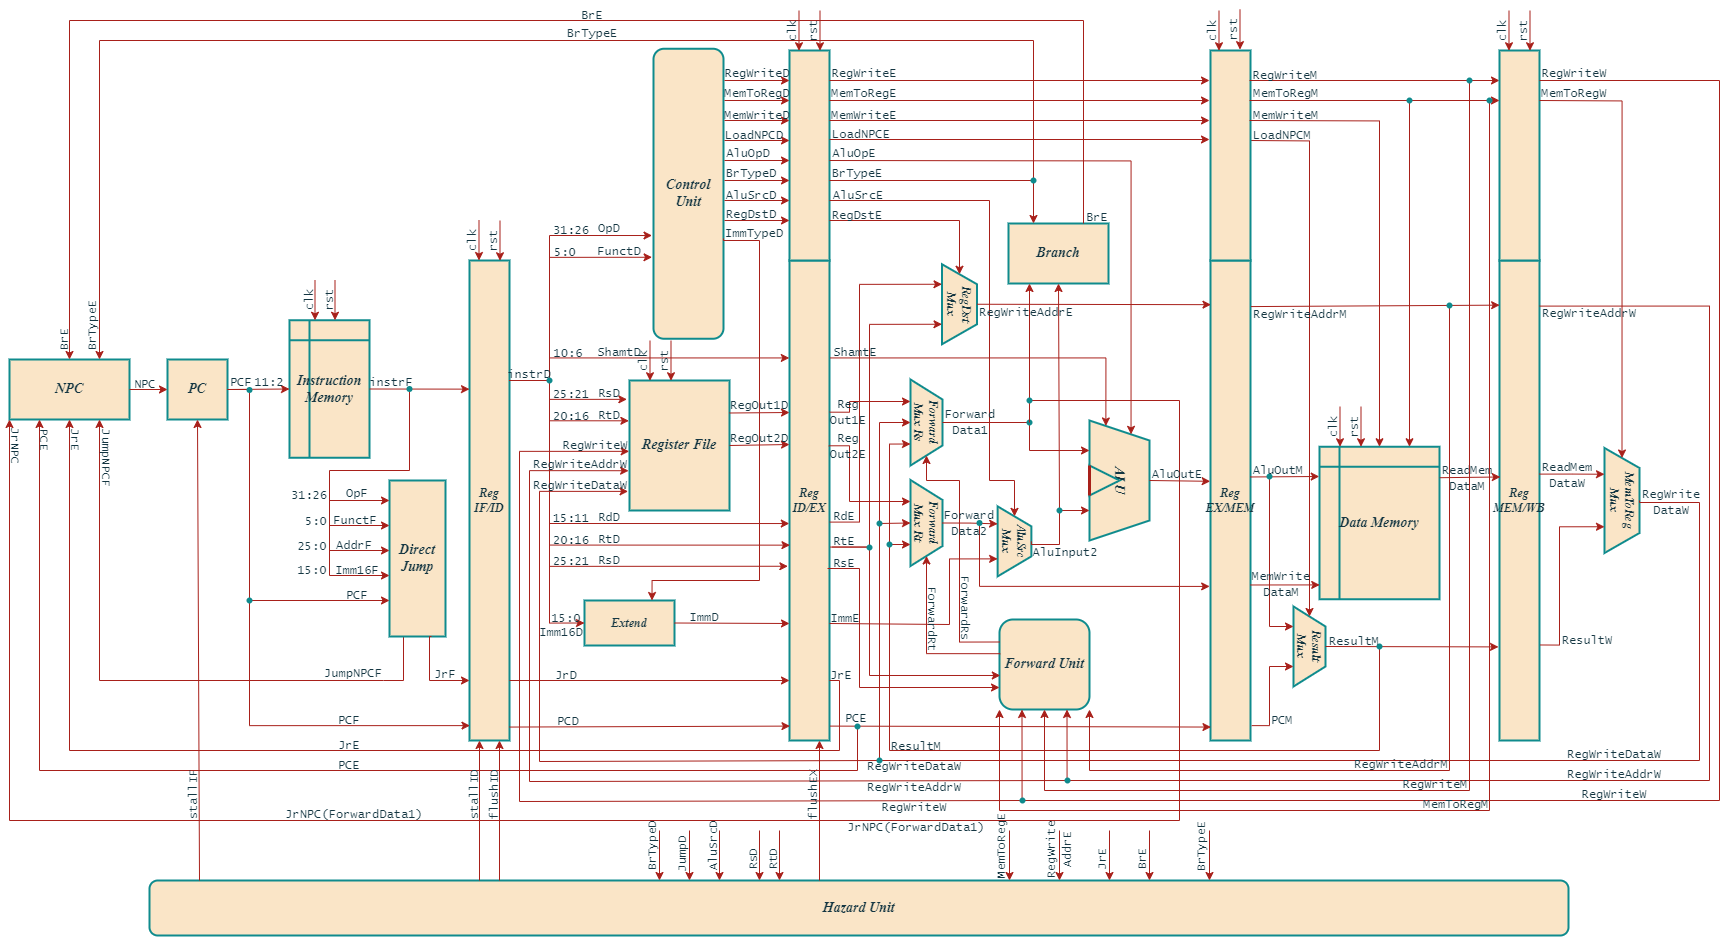 BrE
BrTypeE
clk
rst
clk
rst
clk
rst
RegWriteD
RegWriteE
RegWriteM
RegWriteW
MemToRegD
MemToRegE
MemToRegM
MemToRegW
MemWriteD
MemWriteE
MemWriteM
LoadNPCD
LoadNPCE
LoadNPCM
AluOpD
AluOpE
BrTypeD
BrTypeE
AluSrcD
AluSrcE
RegDstD
RegDstE
ImmTypeD
Control
Unit
BrE
Branch
clk
rst
31:26 OpD
5:0 FunctD
clk
rst
BrE
BrTypeE
RegDst
Mux
RegWriteAddrE
RegWriteAddrM
RegWriteAddrW
NPC
NPC
PC
PCF 11:2
Instruction
Memory
instrF
instrD
10:6 ShamtD
ShamtE
clk
rst
25:21 RsD
20:16 RtD
RegWriteW
RegWriteAddrW
RegWriteDataW
Register File
RegOut1D
RegOut2D
Reg
Out1E
Reg
Out2E
Forward
Mux Rs
Forward
Data1
Forward
Mux Rt
Forward
Data2
AluSrc
Mux
AluInput2
ALU
AluOutE
AluOutM
clk
rst
Data Memory
ReadMem
DataM
ReadMem
DataW
MemToReg
Mux
RegWrite
DataW
JrNPC
PCE
JrE
JumpNPCF
31:26 OpF
5:0 FunctF
25:0 AddrF
15:0 Imm16F
PCF
Direct
Jump
Reg
IF/ID
Reg
ID/EX
Reg
EX/MEM
Reg
MEM/WB
15:11 RdD
20:16 RtD
25:21 RsD
RdE
RtE
RsE
15:0
Imm16D
Extend
ImmD
ImmE
ForwardRt
ForwardRs
Forward Unit
MemWrite
DataM
Result
Mux
ResultM
ResultW
JumpNPCF
JrF
JrD
JrE
PCF
PCD
PCE
PCM
JrE
ResultM
PCE
RegWriteDataW
RegWriteAddrM
RegWriteDataW
RegWriteAddrW
RegWriteAddrW
RegWriteM
RegWriteW
RegWriteW
MemToRegM
stallIF
stallID
flushID
flushEX
JrNPC(ForwardData1)
JrNPC(ForwardData1)
BrTypeD
JumpD
AluSrcD
RsD
RtD
MemToRegE
RegWrite
AddrE
JrE
BrE
BrTypeE
Hazard Unit